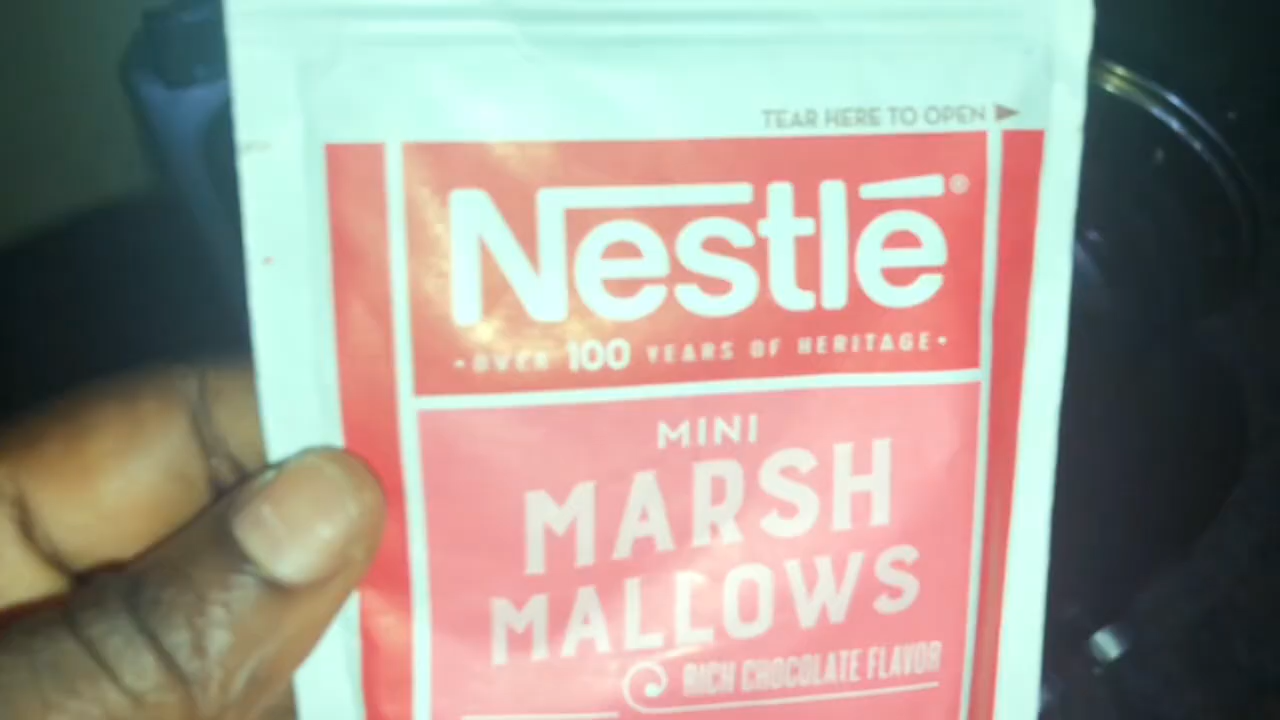 TEAR HERE TO OPEN
Nestlé®
• OVER 100 YEARS OF HERITAGE •
MINI
MARSH
MALLOWS
RICH CHOCOLATE FLAVOR